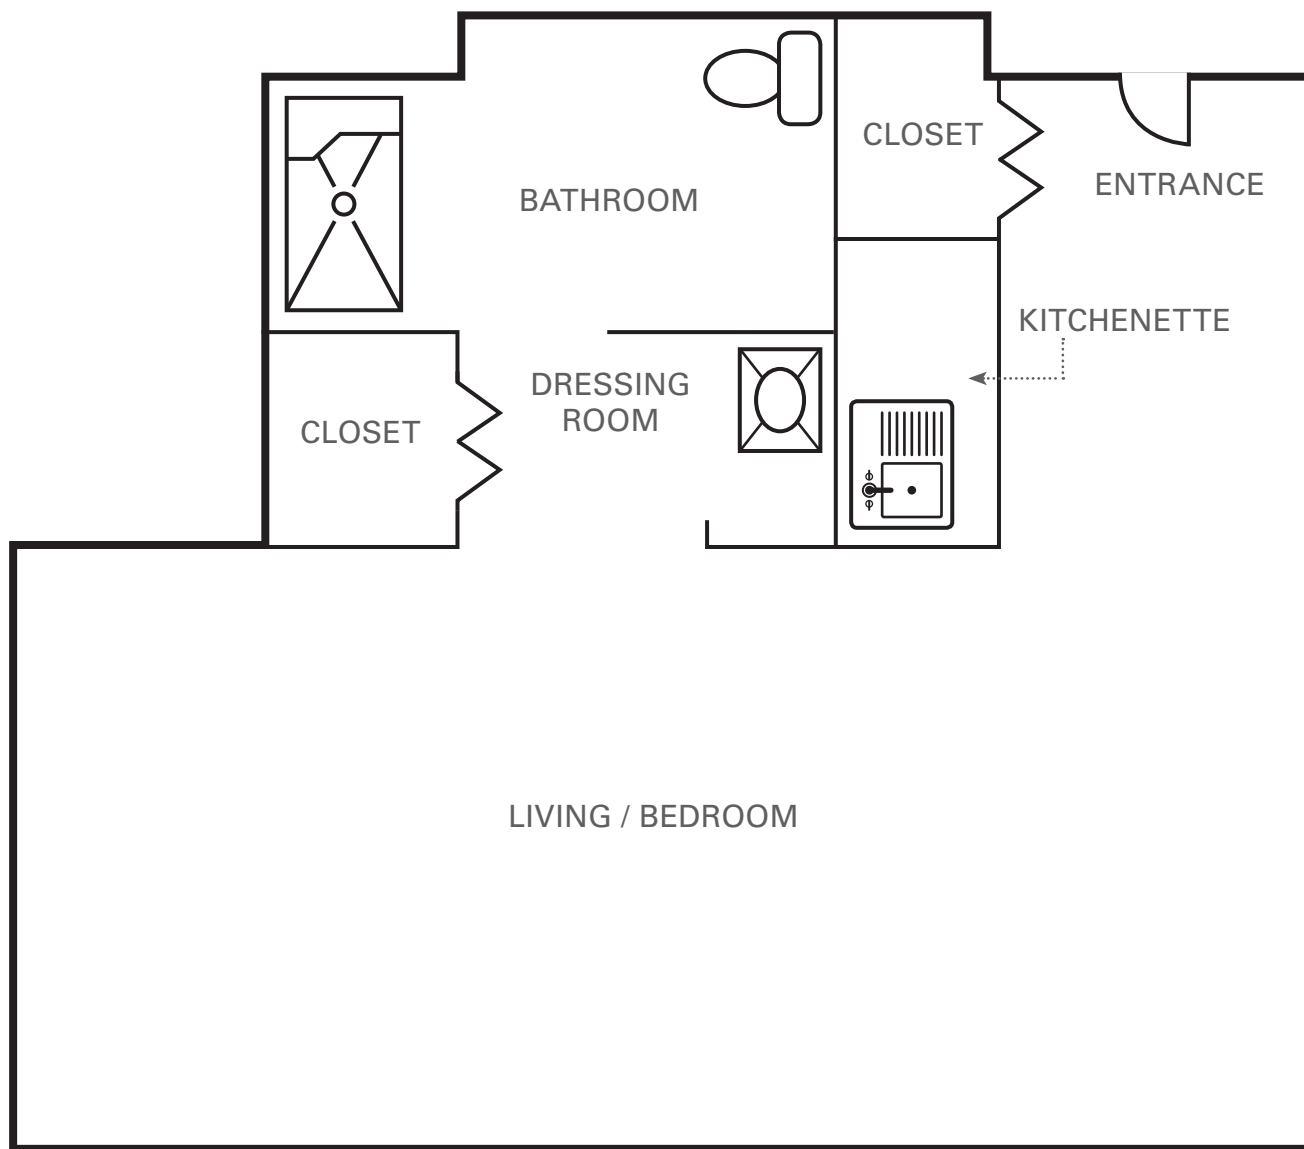 CLOSET
ENTRANCE
BATHROOM
KITCHENETTE
DRESSING
ROOM
CLOSET
LIVING / BEDROOM